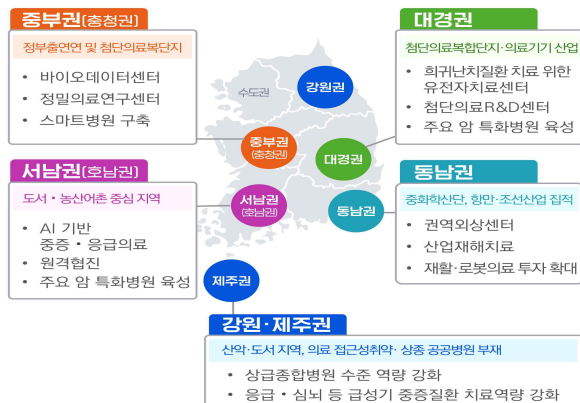 중부권(충청권)
정부출연연 및 첨단의료복단지
• 바이오데이터센터
• 정밀의료연구센터
• 스마트병원 구축
대경권
첨단의료복합단지·의료기기 산업
• 희귀난치질환 치료 위한
유전자치료센터
• 첨단의료R&D센터
• 주요 암 특화병원 육성
수도권
강원권
중부권
(충청권)
대경권
서남권
(호남권)
동남권
제주권
서남권(호남권)
도서・농산어촌 중심 지역
• AI 기반
중증・응급의료
• 원격협진
• 주요 암 특화병원 육성
동남권
중화학산단, 항만·조선산업 집적
• 권역외상센터
• 산업재해치료
• 재활·로봇의료 투자 확대
강원·제주권
산악·도서 지역, 의료 접근성취약· 상종 공공병원 부재
• 상급종합병원 수준 역량 강화
• 응급・심뇌 등 급성기 중증질환 치료역량 강화